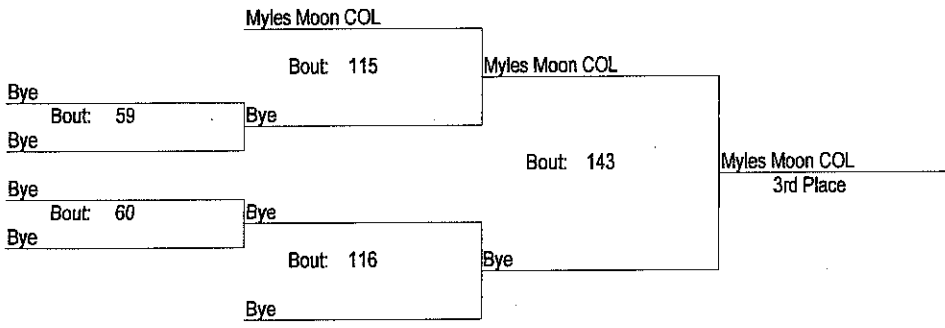 Myles Moon COL
Bout: 115
Myles Moon COL
Bye
Bout: 59
Bye
Bye
Bout: 143
Myles Moon COL
3rd Place
Bye
Bout: 60
Bye
Bye
Bout: 116
Bye
Bye